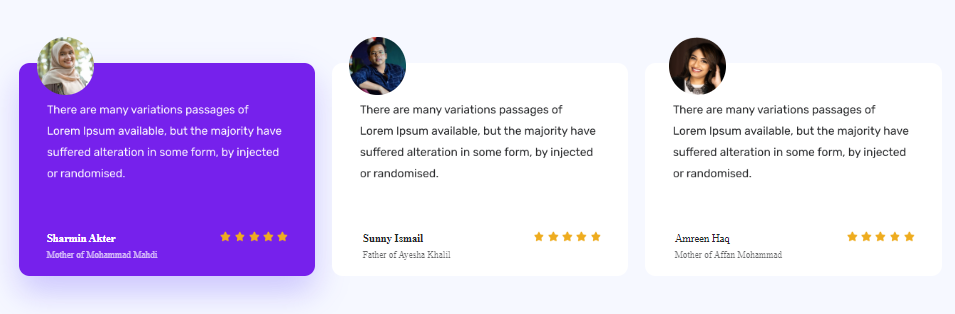 There are many variations passages of
Lorem Ipsum available, but the majority have
suffered alteration in some form, by injected
or randomised.
Sharmin Akter
Mother of Mohammad Mahdi
There are many variations passages of
Lorem Ipsum available, but the majority have
suffered alteration in some form, by injected
or randomised.
Sunny Ismail
Father of Ayesha Khalil
There are many variations passages of
Lorem Ipsum available, but the majority have
suffered alteration in some form, by injected
or randomised.
Amreen Haq
Mother of Affan Mohammad